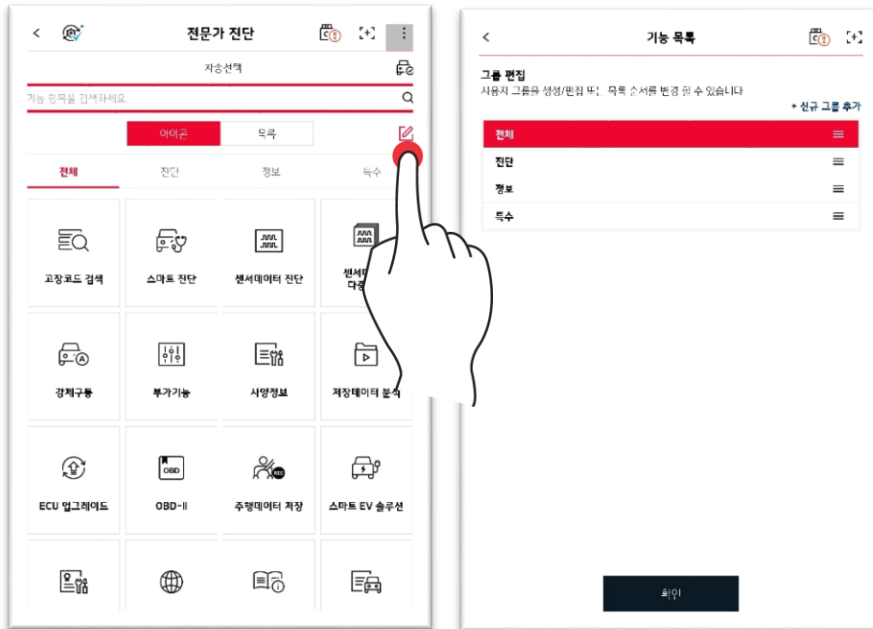 전문가 진단
차종선택
기능 항목을 검색하세요.
아이콘
목록
전체
진단
정보
특수
고장코드 검색
스마트 진단
센서데이터 진단
강제구동
부가기능
사양정보
저장데이터 분석
ECU 업그레이드
OBD
OBD-II
REC
주행데이터 저장
스마트 EV 솔루션
기능 목록
그룹 편집
사용자 그룹을 생성/편집 또는 목록 순서를 변경 할 수 있습니다
+ 신규 그룹 추가
전체
진단
정보
특수
확인